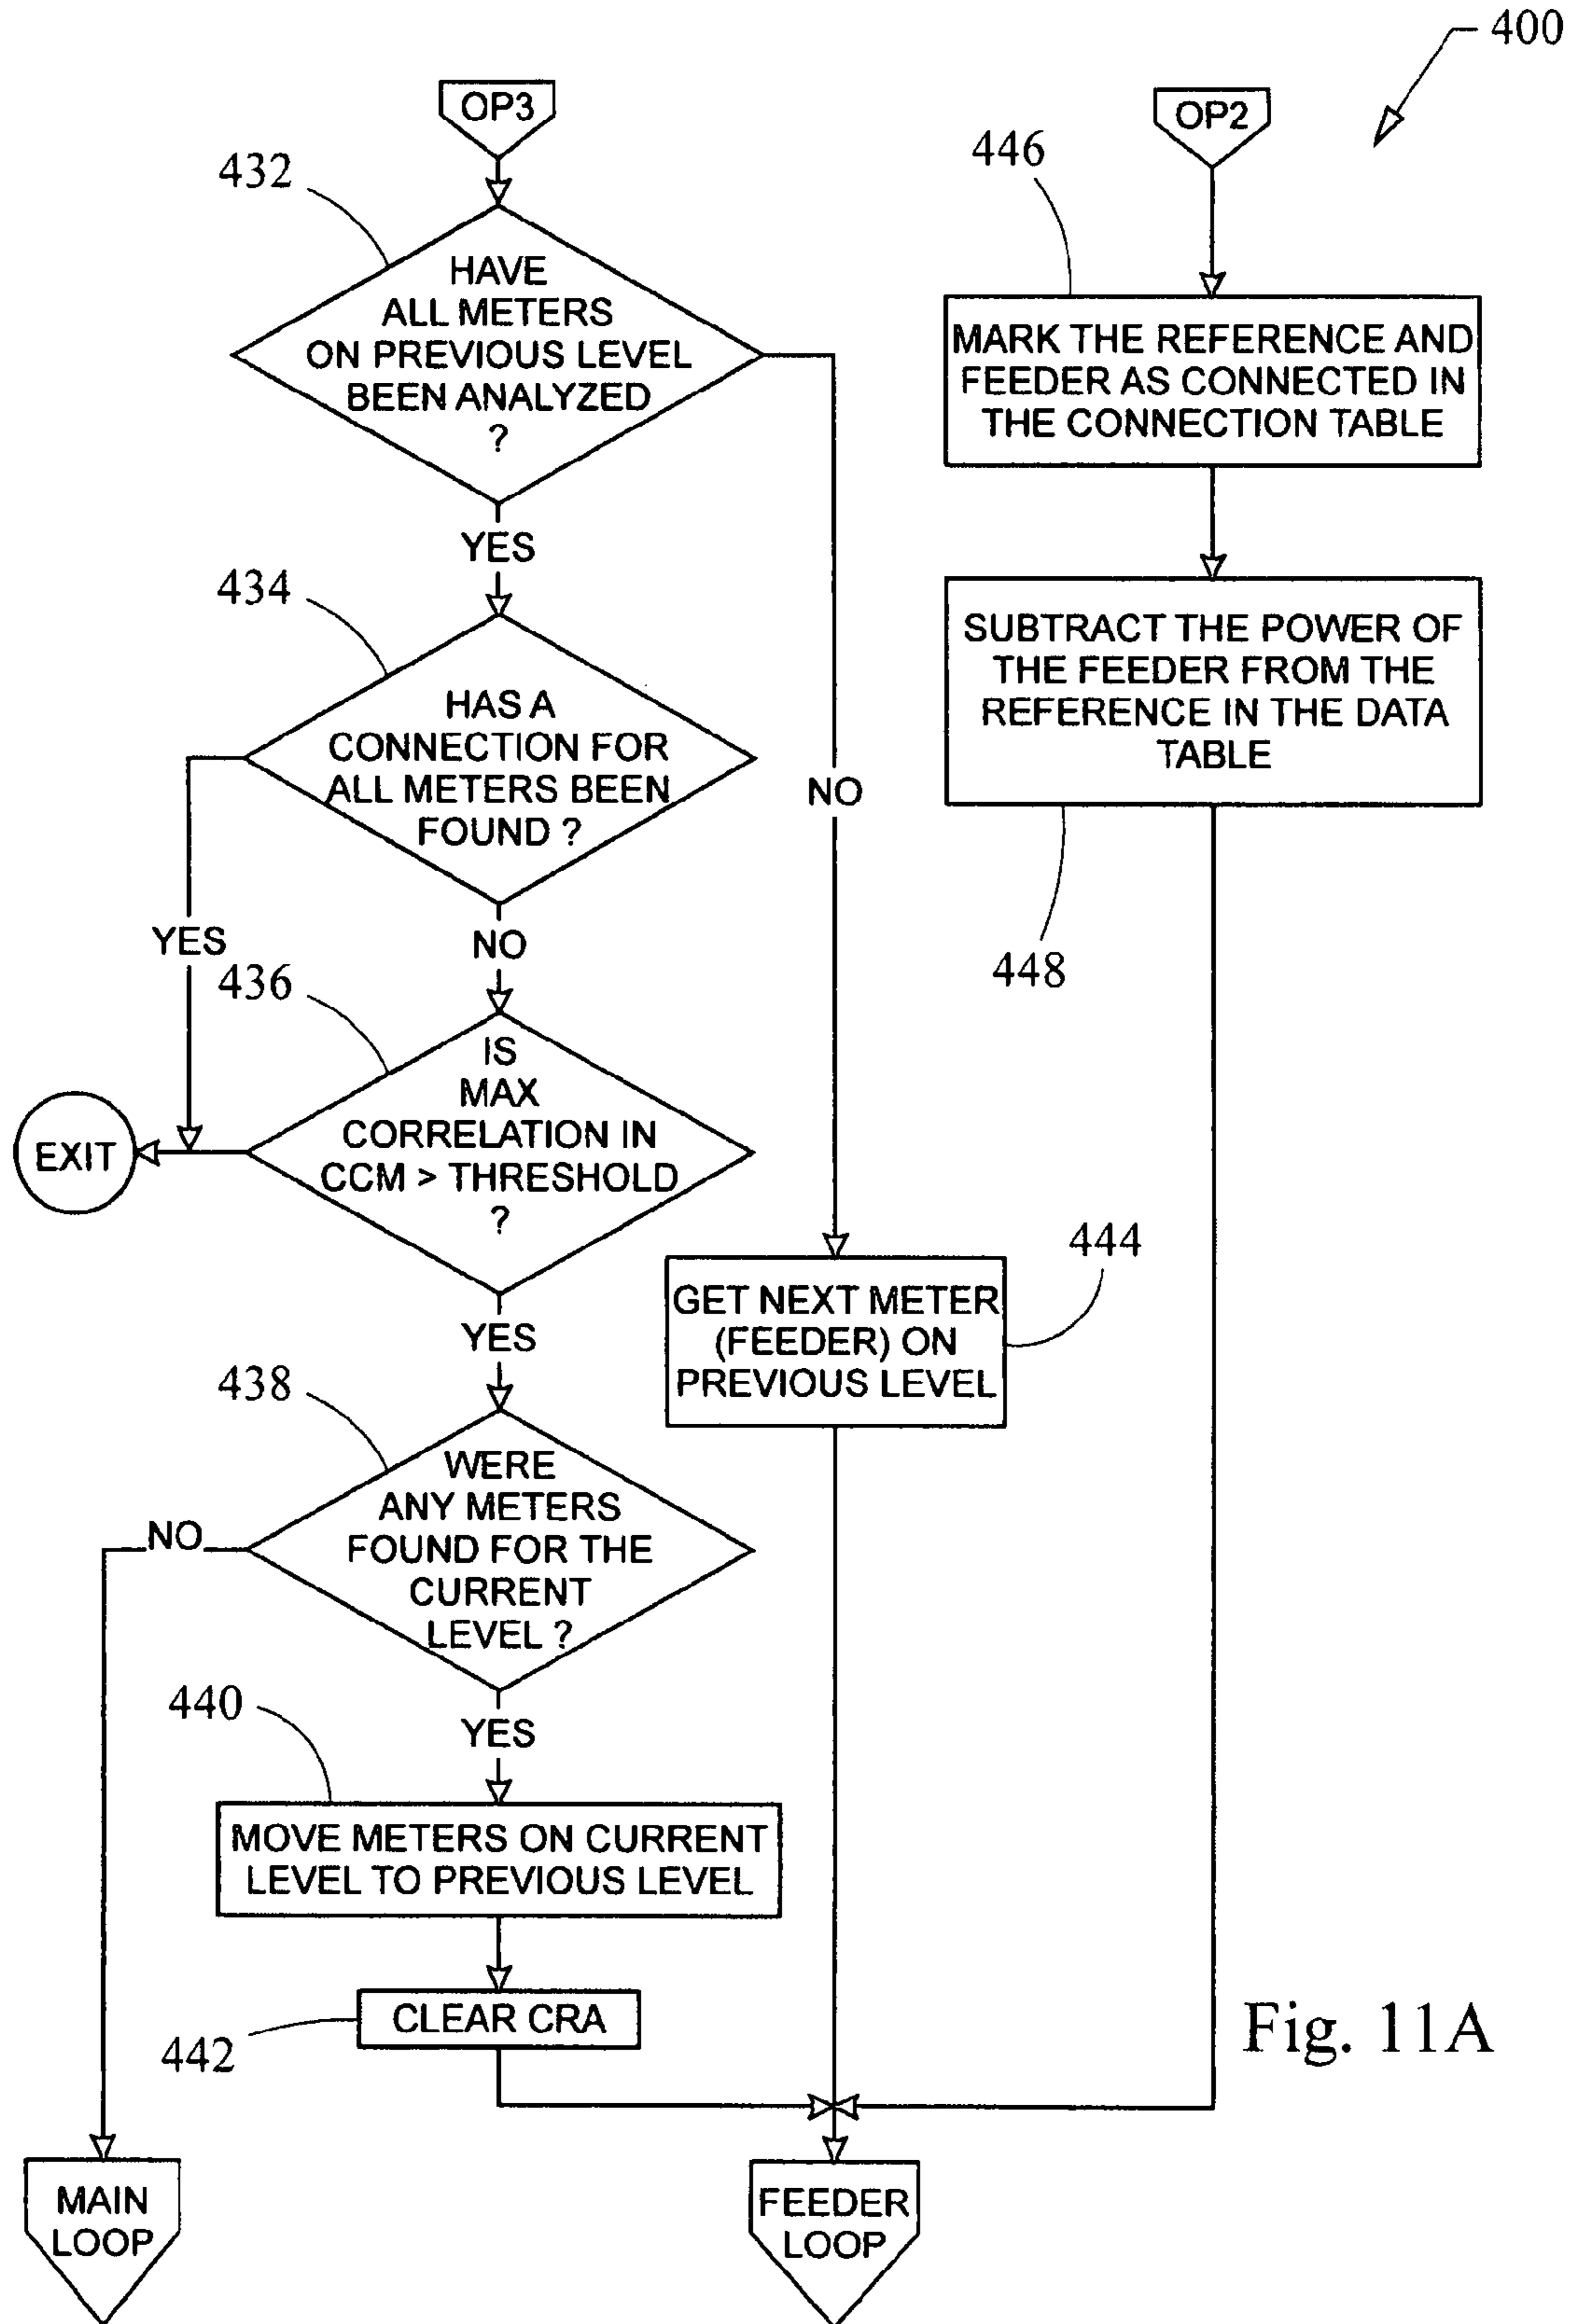 400
OP3
OP2
432
446
HAVE
ALL METERS
ON PREVIOUS LEVEL
BEEN ANALYZED
?
MARK THE REFERENCE AND
FEEDER AS CONNECTED IN
THE CONNECTION TABLE
YES
434
SUBTRACT THE POWER OF
THE FEEDER FROM THE
REFERENCE IN THE DATA
TABLE
HAS A
CONNECTION FOR
ALL METERS BEEN
FOUND ?
NO
YES
NO
448
436
IS
MAX
CORRELATION IN
CCM > THRESHOLD
?
EXIT
444
GET NEXT METER
(FEEDER) ON
PREVIOUS LEVEL
YES
438
WERE
ANY METERS
FOUND FOR THE
CURRENT
LEVEL ?
NO
440
YES
MOVE METERS ON CURRENT
LEVEL TO PREVIOUS LEVEL
CLEAR CRA
442
Fig. 11A
MAIN
LOOP
FEEDER
LOOP